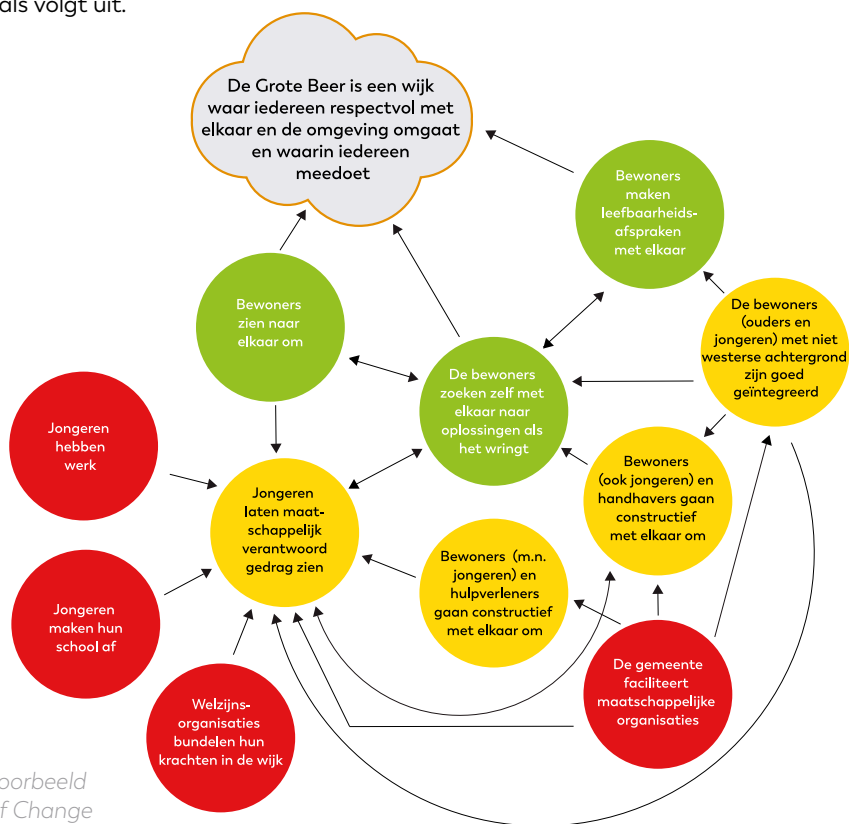 als volgt uit.
De Grote Beer is een wijk
waar iedereen respectvol met
elkaar en de omgeving omgaat
en waarin iedereen
meedoet
Bewoners
maken
leefbaarheids-
afspraken
met elkaar
Bewoners
zien naar
elkaar om
De bewoners
(ouders en
jongeren) met niet
westerse achtergrond
zijn goed
geïntegreerd
De bewoners
zoeken zelf met
elkaar naar
oplossingen als
het wringt
Jongeren
hebben
werk
Bewoners
(ook jongeren) en
handhavers gaan
constructief
met elkaar om
Jongeren
laten maat-
schappelijk
verantwoord
gedrag zien
Bewoners (m.n.
jongeren) en
hulpverleners
gaan constructief
met elkaar om
Jongeren
maken hun
school af
De gemeente
faciliteert
maatschappelijke
organisaties
Welzijns-
organisaties
bundelen hun
krachten in de wijk
oorbeeld
f Change